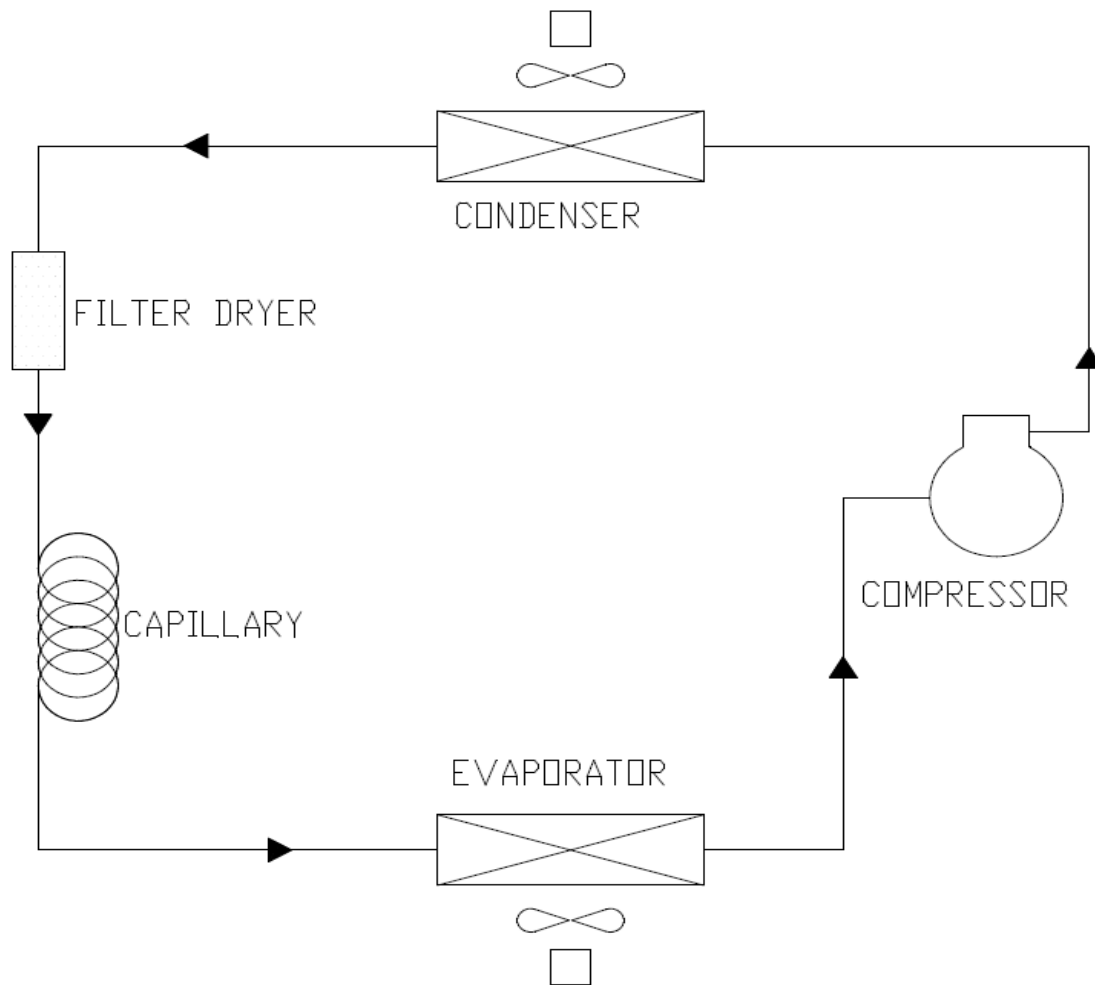 CONDENSER
FILTER DRYER
COMPRESSOR
CAPILLARY
EVAPORATOR